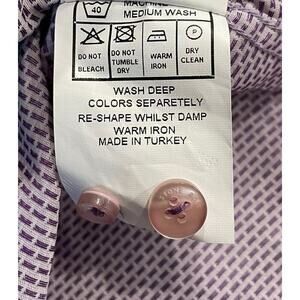 MACHINE
40
MEDIUM WASH
DO NOT BLEACH
DO NOT TUMBLE DRY
WARM IRON
P
DRY CLEAN
WASH DEEP
COLORS SEPARETELY
RE-SHAPE WHILST DAMP
WARM IRON
MADE IN TURKEY